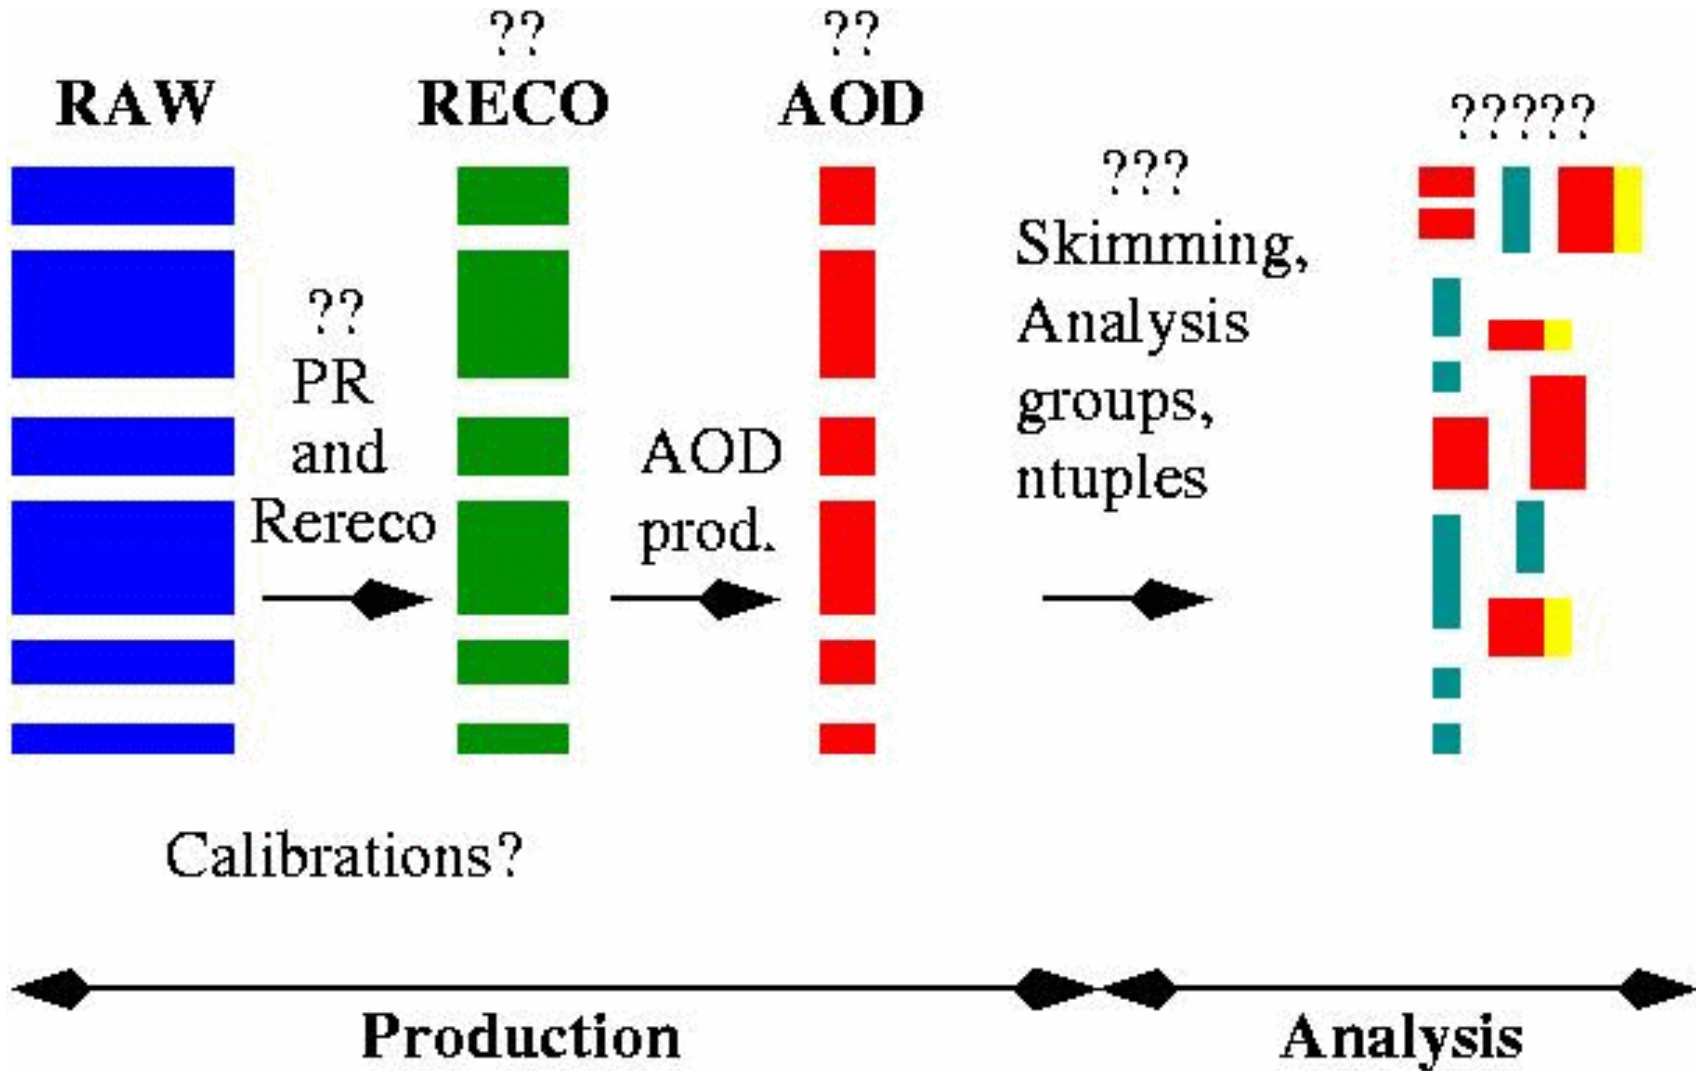 ??
RAW
RECO
??
AOD
?????
???
Skimming,
Analysis
groups,
ntuples
??
PR
and
Rereco
AOD
prod.
Calibrations?
Production
Analysis